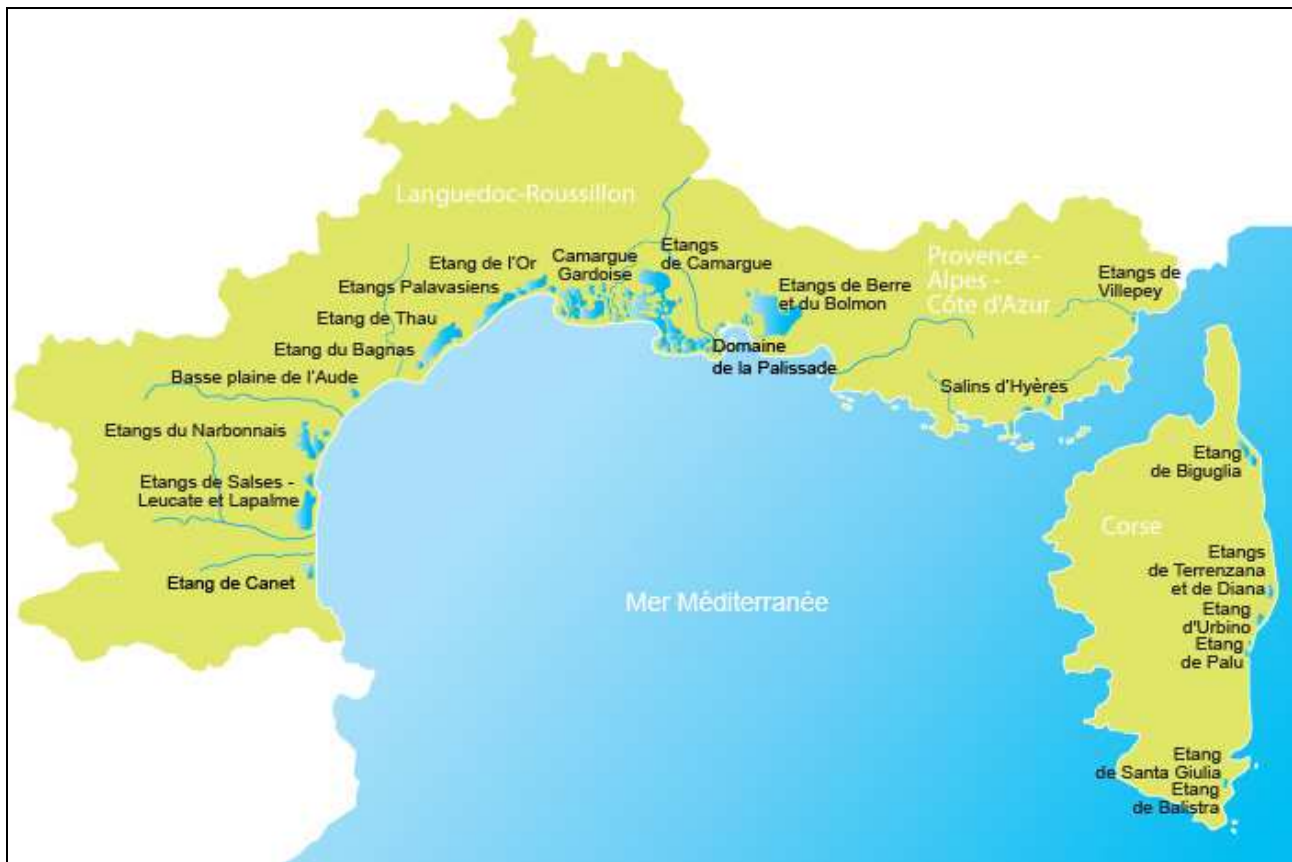 Languedoc-Roussillon
Etang de l'Or
Camargue
Gardoise
Etangs
de Camargue
Provence -
Alpes -
Côte d'Azur
Etangs de
Villepey
Etangs Palavasiens
Etangs de Berre
et du Bolmon
Etang de Thau
Etang du Bagnas
Domaine
de la Palissade
Basse plaine de l'Aude
Salins d'Hyères
Etangs du Narbonnais
Etang
de Biguglia
Etangs de Salses -
Leucate et Lapalme
Corse
Etangs
de Terrenzana
et de Diana
Etang de Canet
Mer Méditerranée
Etang
d'Urbino
Etang
de Palu
Etang
de Santa Giulia
Etang
de Balistra